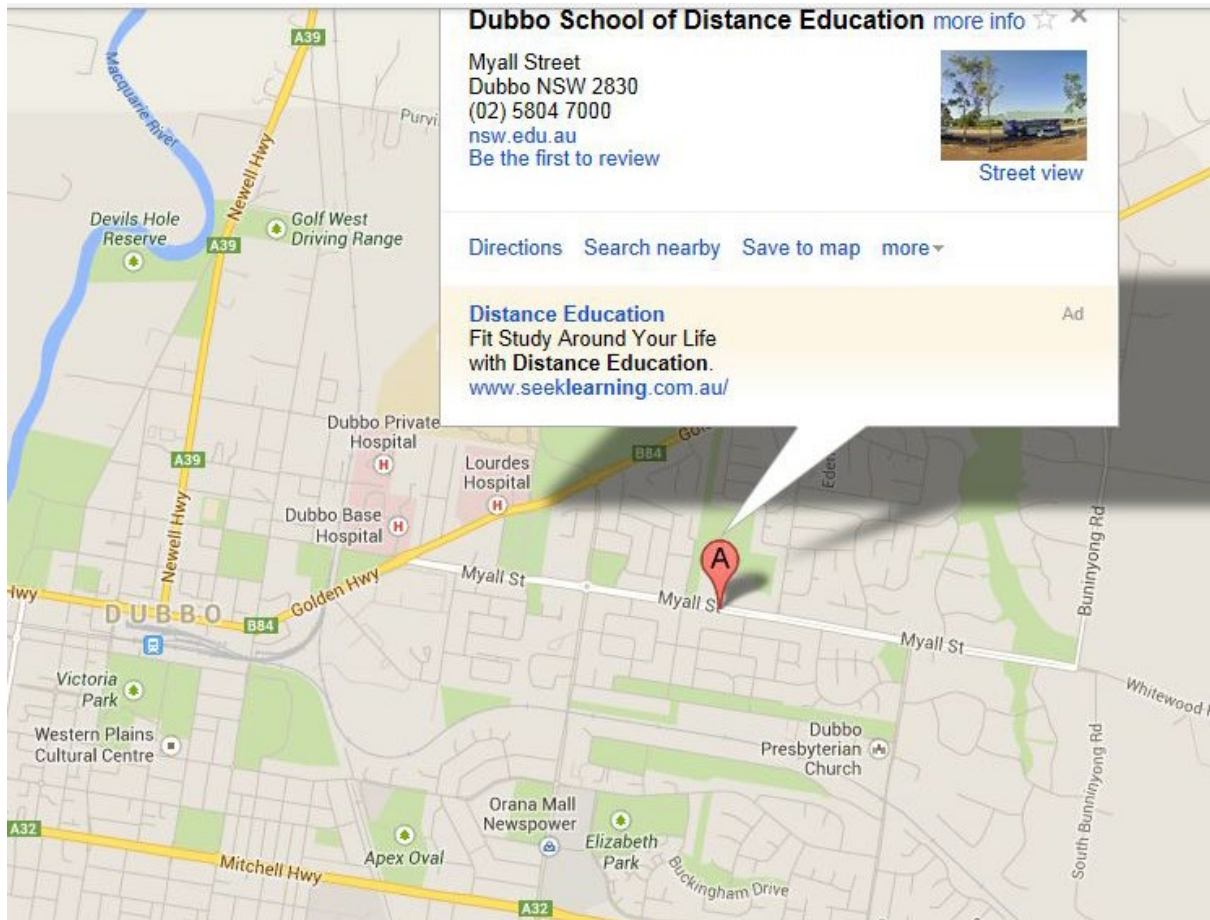 Dubbo School of Distance Education more info
Myall Street
Dubbo NSW 2830
(02) 5804 7000
nsw.edu.au
Be the first to review
Street view
Directions Search nearby Save to map more
Distance Education
Ad
Fit Study Around Your Life
with Distance Education.
www.seeklearning.com.au/
A39
Macquarie River
Newell Hwy
Devils Hole
Reserve
A39
Golf West
Driving Range
Dubbo Private
Hospital
Lourdes
Hospital
B84
A39
Newell Hwy
Dubbo Base
Hospital
A
Myall St
Golden Hwy
Myall St
Buninyong Rd
DUBBO
B84
Myall St
Victoria
Park
Western Plains
Cultural Centre
Dubbo
Presbyterian
Church
South Bunninyong Rd
Orana Mall
Newspower
Elizabeth
Park
Apex Oval
A32
Mitchell Hwy
Buckingham Drive
A32